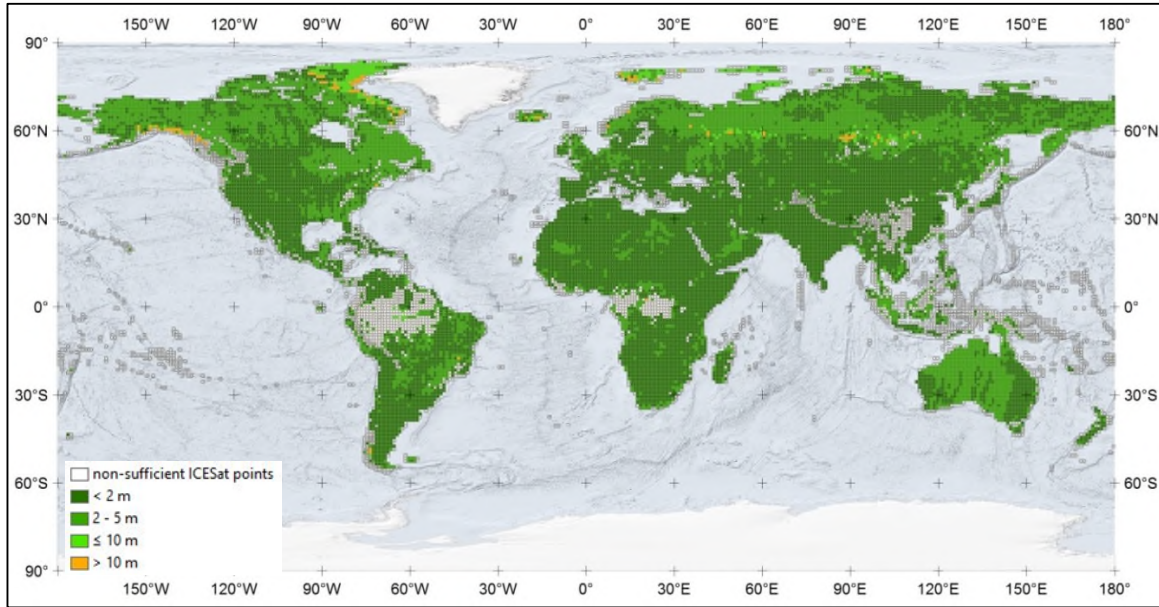 150°W 120°W 90°W 60°W 30°W 0° 30°E 60°E 90°E 120°E 150°E 180°
90°
60°N 60°N
30°N 30°N
0° 0°
30°S 30°S
60°S 60°S
non-sufficient ICESat points
< 2 m
2 - 5 m
≤ 10 m
> 10 m
90°
150°W 120°W 90°W 60°W 30°W 0° 30°E 60°E 90°E 120°E 150°E 180°